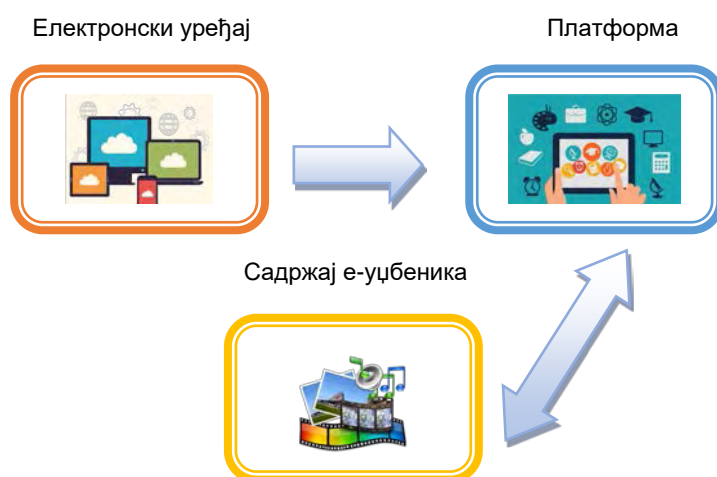 Електронски уређај
Платформа
Садржај е-уџбеника